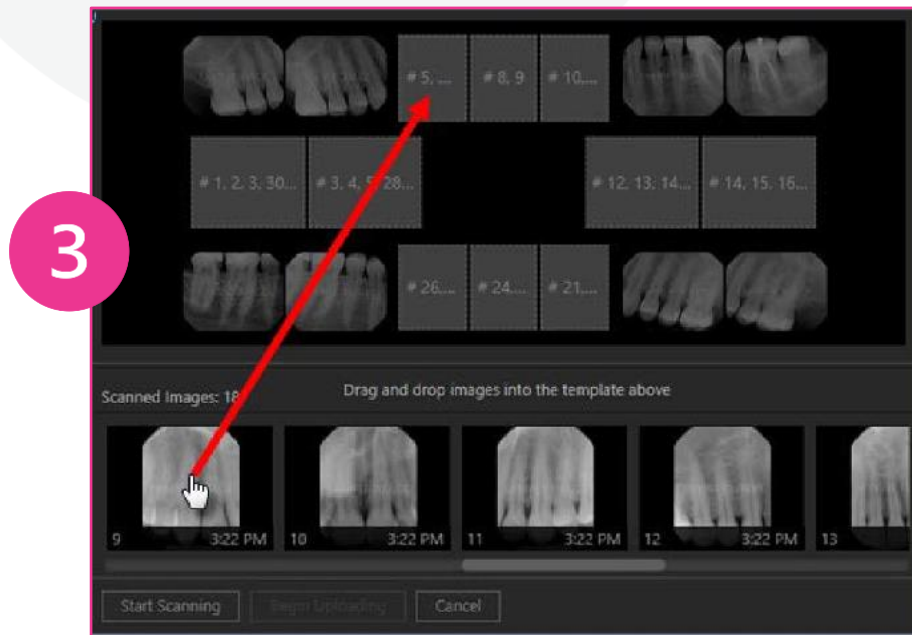 # 5, ...
# 8, 9
# 10,...
# 1, 2, 3, 30...
# 3, 4, 5, 28...
# 12, 13, 14...
# 14, 15, 16...
3
# 26,...
# 24,...
# 21,...
Scanned Images: 18
Drag and drop images into the template above
9 3:22 PM
10 3:22 PM
11 3:22 PM
12 3:22 PM
13
Start Scanning
Begin Uploading
Cancel